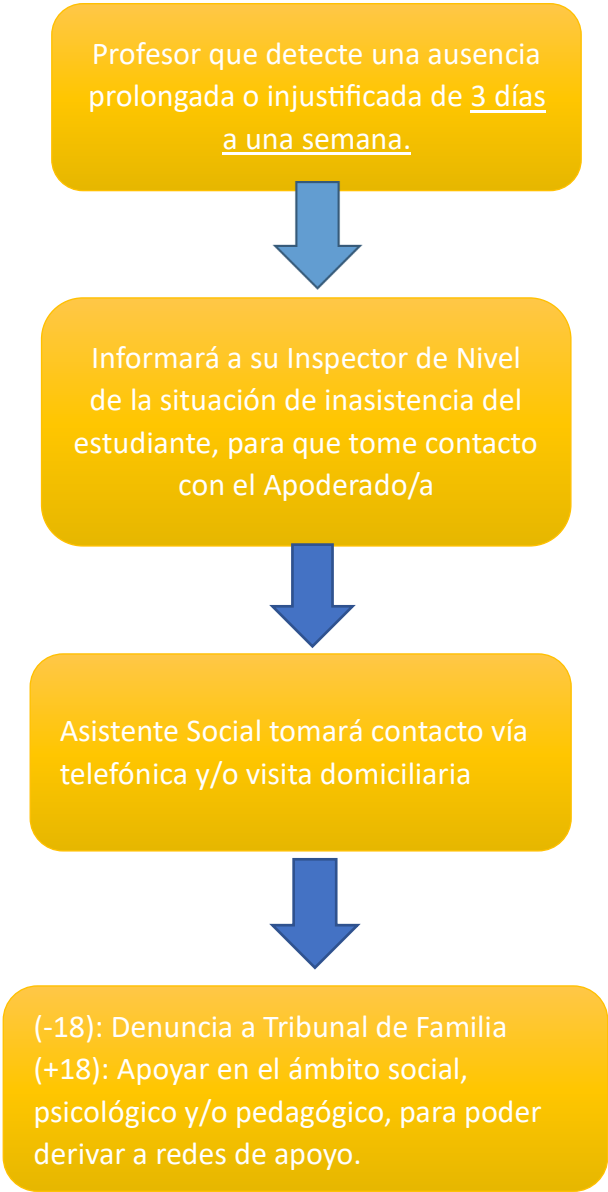 Profesor que detecte una ausencia
prolongada o injustificada de 3 días
a una semana.
Informará a su Inspector de Nivel
de la situación de inasistencia del
estudiante, para que tome contacto
con el Apoderado/a
Asistente Social tomará contacto vía
telefónica y/o visita domiciliaria
(-18): Denuncia a Tribunal de Familia
(+18): Apoyar en el ámbito social,
psicológico y/o pedagógico, para poder
derivar a redes de apoyo.